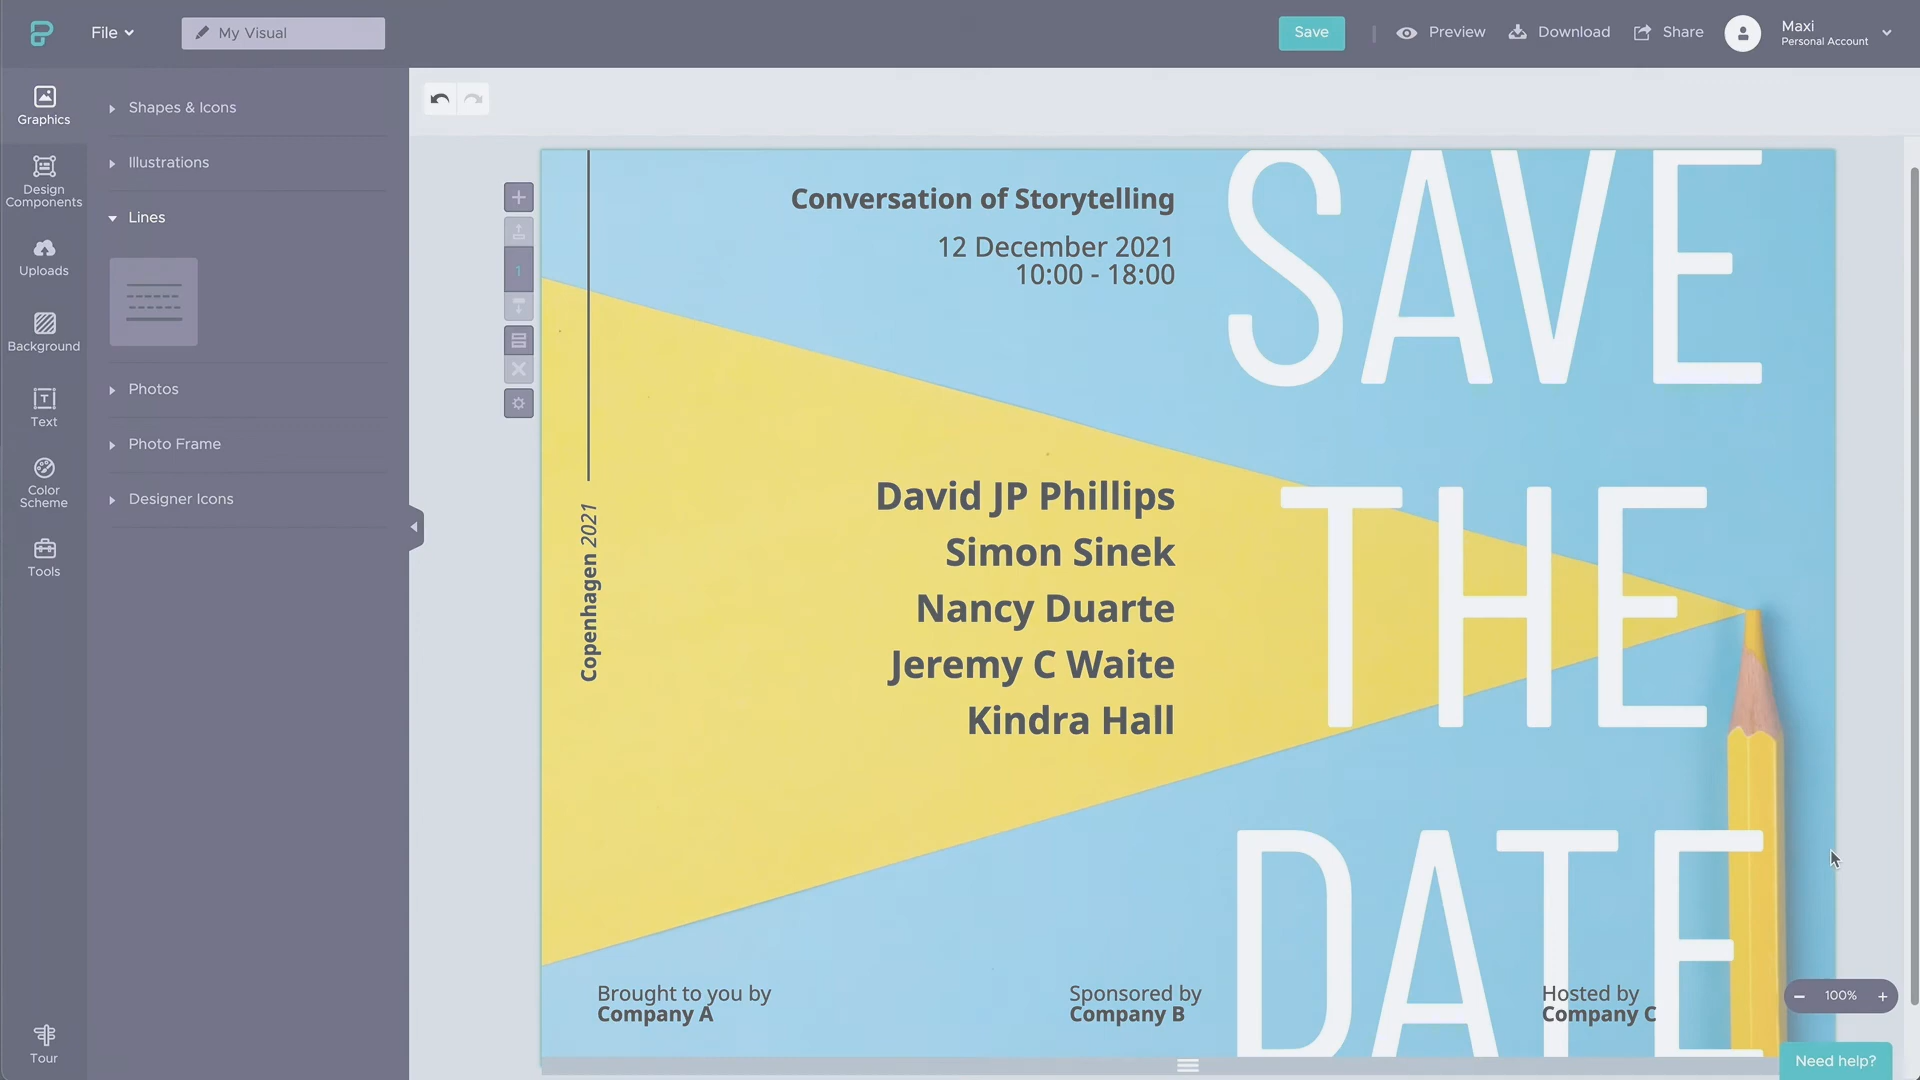 File
My Visual
Save
Preview
Download
Share
Maxi
Personal Account
Graphics
Design
Components
Uploads
Background
Text
Color
Scheme
Tools
Tour
Shapes & Icons
Illustrations
Lines
Photos
Photo Frame
Designer Icons
1
Conversation of Storytelling
12 December 2021
10:00 - 18:00
SAVE
THE
DATE
David JP Phillips
Simon Sinek
Nancy Duarte
Jeremy C Waite
Kindra Hall
Copenhagen 2021
Brought to you by
Company A
Sponsored by
Company B
Hosted by
Company C
100%
Need help?